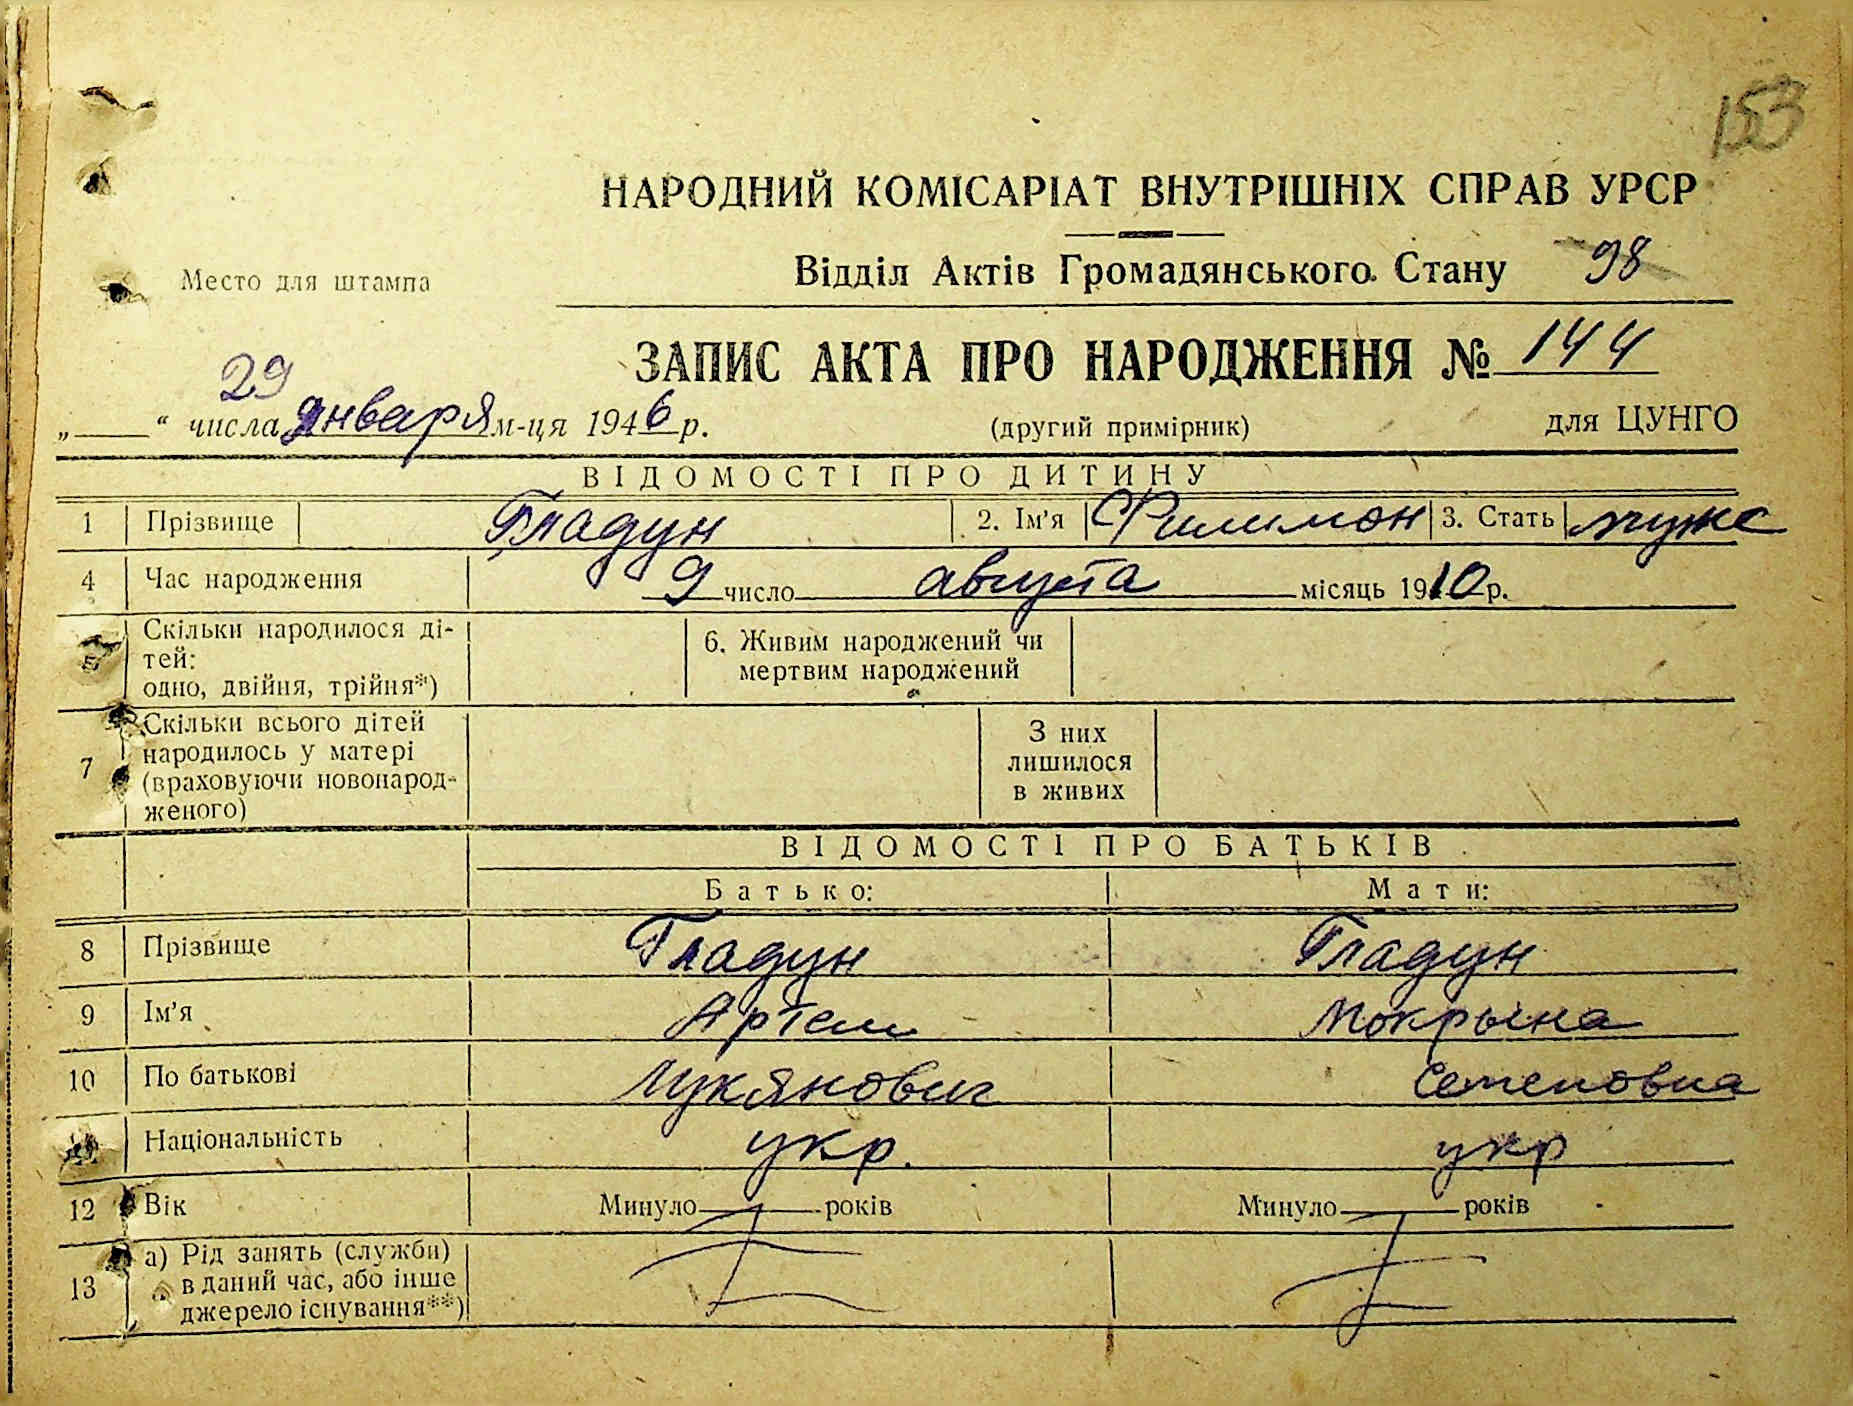 153
НАРОДНИЙ КОМІСАРІАТ ВНУТРІШНІХ СПРАВ УРСР
Место для штампа
Відділ Актів Громадянського Стану 98
ЗАПИС АКТА ПРО НАРОДЖЕННЯ № 144
29
„ “ числа января м-ця 1946 р. (другий примірник) для ЦУНГО
ВІДОМОСТІ ПРО ДИТИНУ
1 Прізвище Гладун 2. Ім'я Филимон 3. Стать мужс
4 Час народження 9 число августа місяць 1910 р.
5 Скільки народилося ді-
тей:
одно, двійня, трійня*)
6. Живим народжений чи
мертвим народжений
7 Скільки всього дітей
народилось у матері
(враховуючи новонарод-
женого)
З них
лишилося
в живих
ВІДОМОСТІ ПРО БАТЬКІВ
Батько: Мати:
8 Прізвище Гладун Гладун
9 Ім'я Артем Мокрына
10 По батькові Лукянович Семеновна
Національність укр. укр
12 Вік Минуло років Минуло років
13 а) Рід занять (служби)
в даний час, або інше
джерело існування**)